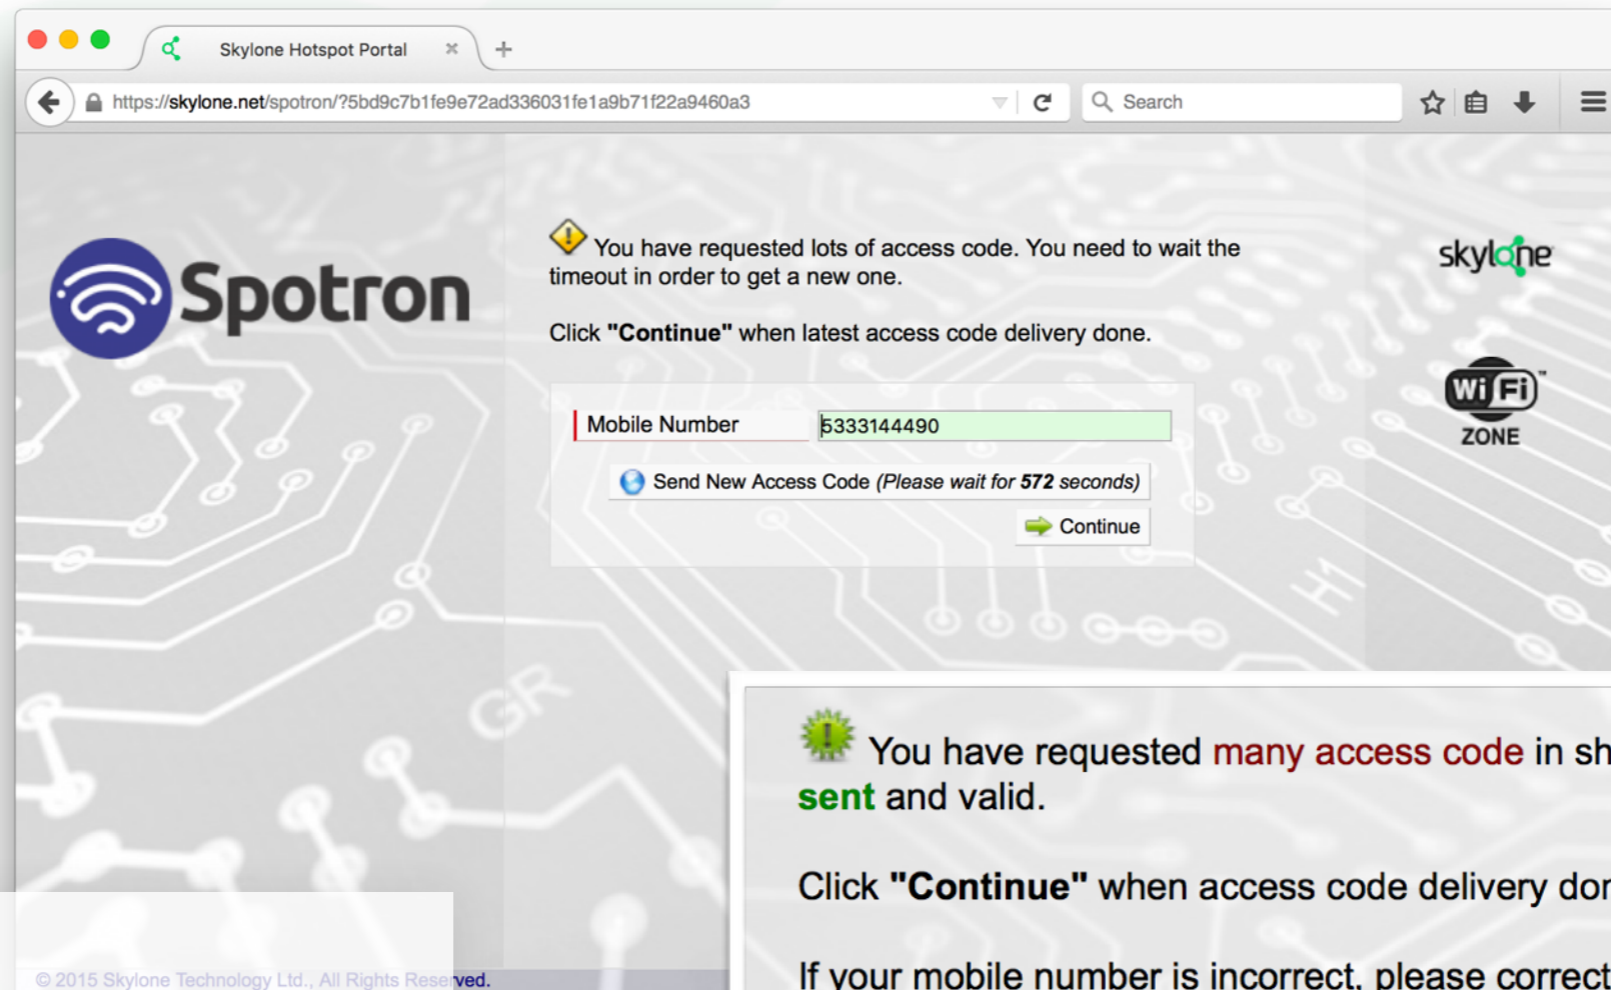 Skylone Hotspot Portal
https://skylone.net/spotron/?5bd9c7b1fe9e72ad336031fe1a9b71f22a9460a3
Search
Spotron
You have requested lots of access code. You need to wait the
timeout in order to get a new one.
Click "Continue" when latest access code delivery done.
Mobile Number
5333144490
Send New Access Code (Please wait for 572 seconds)
Continue
skylone
Wi Fi ™
ZONE
H1
GR
You have requested many access code in sh
sent and valid.
Click "Continue" when access code delivery dor
If your mobile number is incorrect, please correct
© 2015 Skylone Technology Ltd., All Rights Reserved.